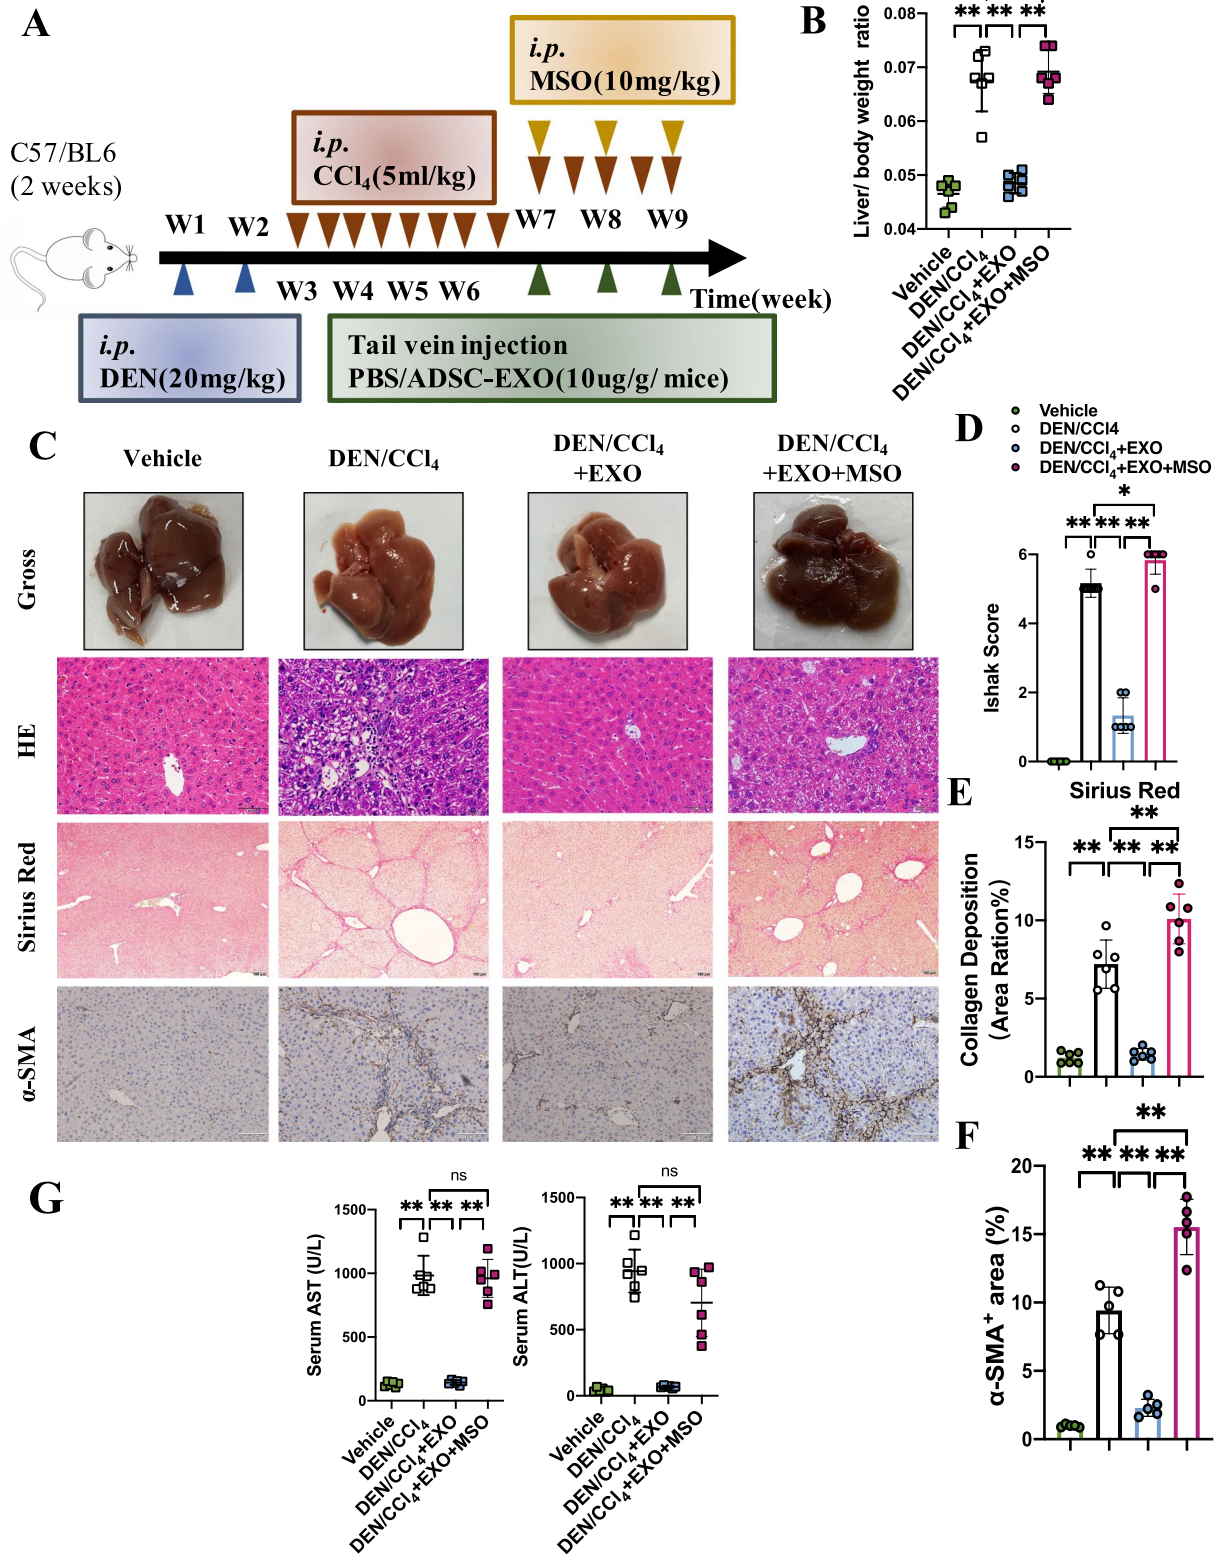 A
C57/BL6
(2 weeks)
i.p.
CCl4(5ml/kg)
i.p.
MSO(10mg/kg)
W1
W2
W3
W4
W5
W6
W7
W8
W9
Time(week)
i.p.
DEN(20mg/kg)
Tail vein injection
PBS/ADSC-EXO(10ug/g/ mice)
B
Liver/ body weight ratio
0.08
0.07
0.06
0.05
0.04
** ** **
Vehicle
DEN/CCl4
DEN/CCl4+EXO
DEN/CCl4+EXO+MSO
C
Vehicle
DEN/CCl4
DEN/CCl4
+EXO
DEN/CCl4
+EXO+MSO
Gross
HE
Sirius Red
α-SMA
D
Vehicle
DEN/CCl4
DEN/CCl4+EXO
DEN/CCl4+EXO+MSO
*
** ** **
Ishak Score
6
4
2
0
E
Sirius Red
**
** ** **
Collagen Deposition
(Area Ration%)
15
10
5
0
F
**
** ** **
α-SMA+ area (%)
20
15
10
5
0
G
ns
** ** **
Serum AST (U/L)
1500
1000
500
0
Vehicle
DEN/CCl4
DEN/CCl4+EXO
DEN/CCl4+EXO+MSO
ns
** ** **
Serum ALT(U/L)
1500
1000
500
0
Vehicle
DEN/CCl4
DEN/CCl4+EXO
DEN/CCl4+EXO+MSO